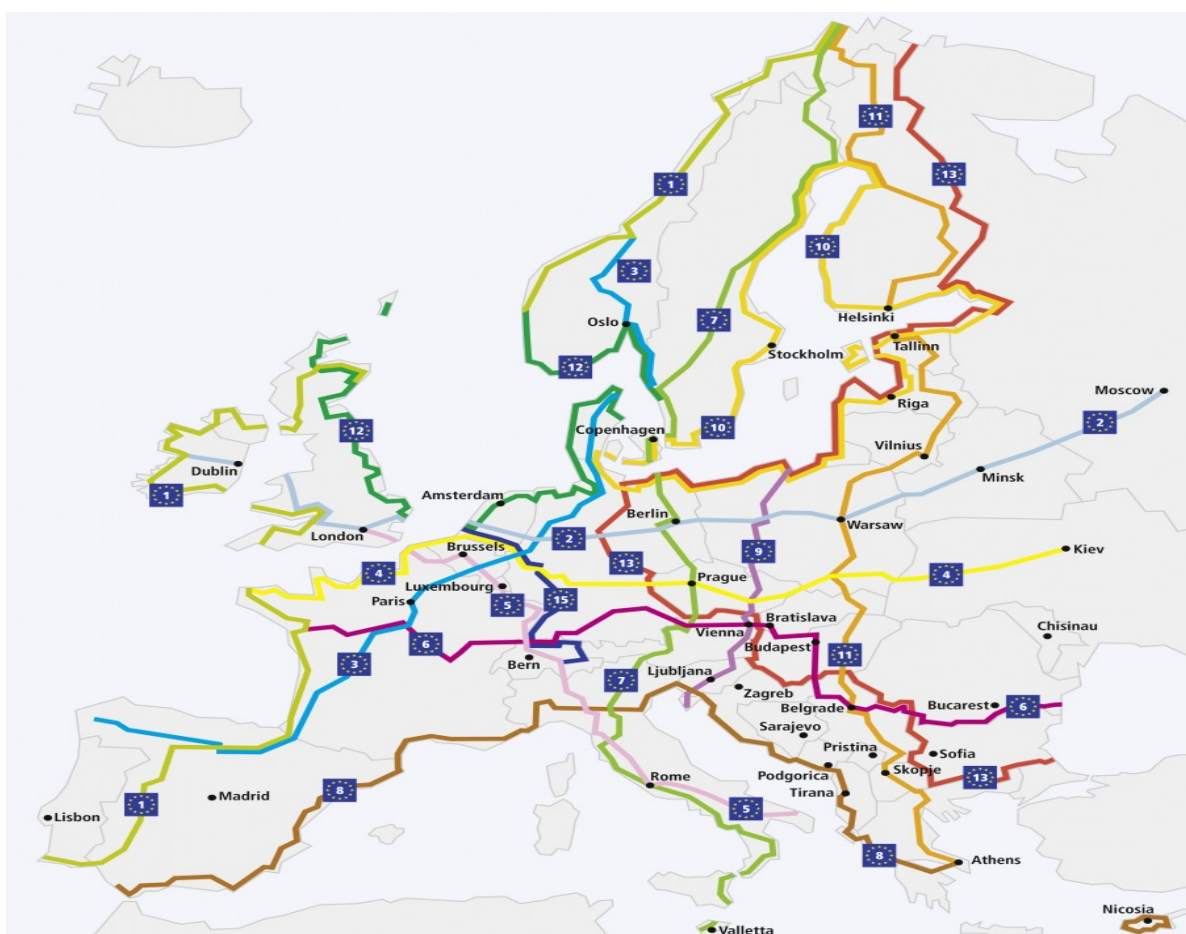 11
13
1
10
3
Oslo
7
Helsinki
Tallinn
Stockholm
12
Moscow
Riga
2
12
Copenhagen
10
Vilnius
Dublin
Minsk
1
Amsterdam
London
Berlin
Warsaw
2
9
Brussels
13
Kiev
4
4
Prague
Luxembourg
Paris
5
15
Chisinau
Vienna
Bratislava
6
Budapest
3
Bern
11
7
Ljubljana
Zagreb
Belgrade
Bucarest
6
Sarajevo
Pristina
Sofia
Podgorica
Skopje
Rome
13
Tirana
Madrid
8
1
5
Lisbon
8
Athens
Nicosia
Valletta